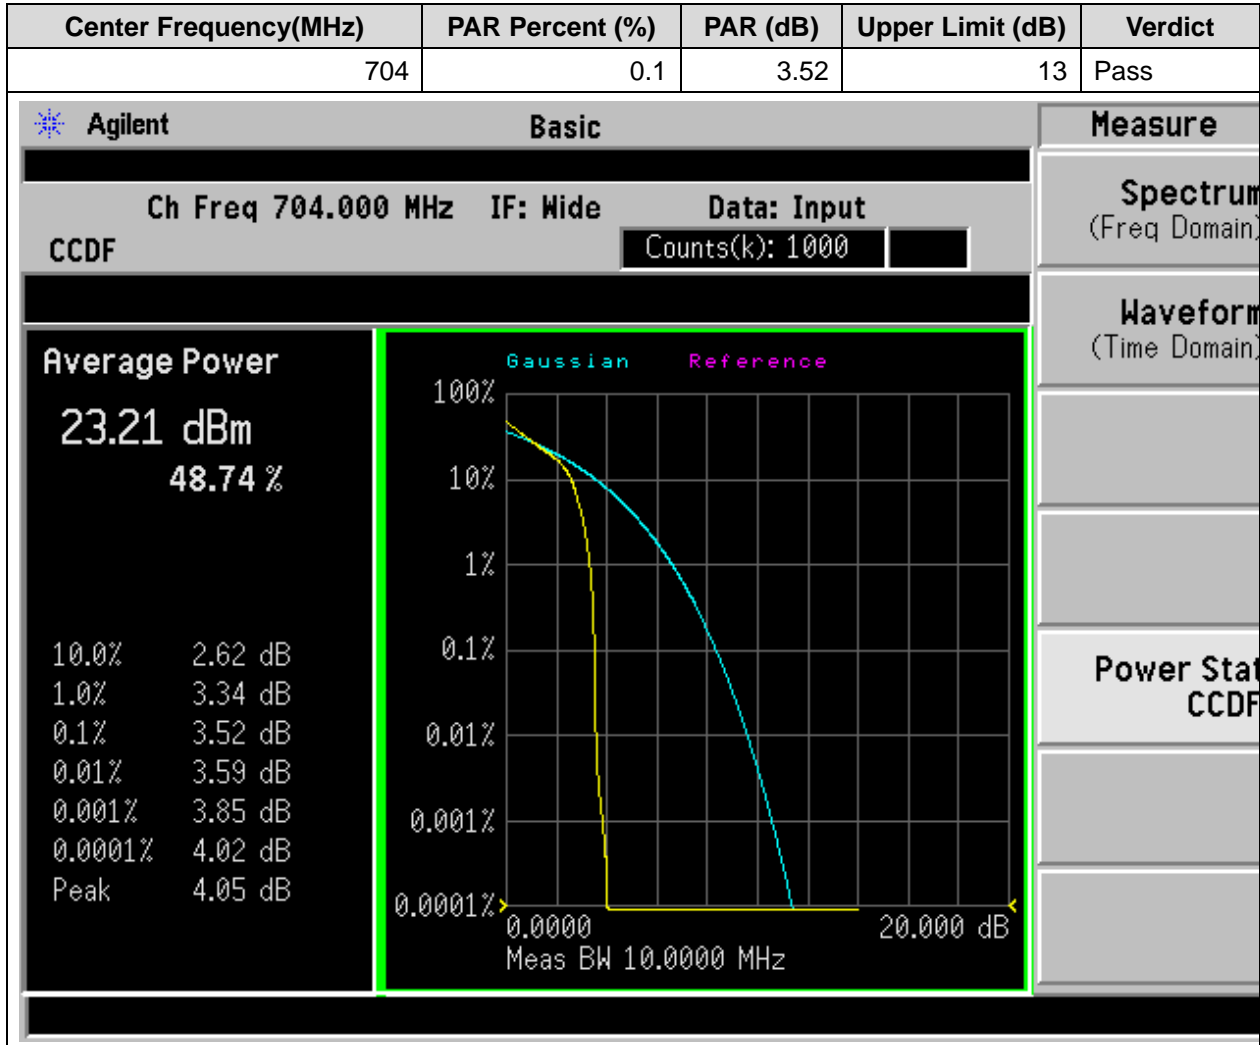 Center Frequency(MHz) PAR Percent (%) PAR (dB) Upper Limit (dB) Verdict
704 0.1 3.52 13 Pass
Agilent Basic Measure
Ch Freq 704.000 MHz IF: Wide Data: Input
CCDF Counts(k): 1000
Spectrum
(Freq Domain)
Waveform
(Time Domain)
Power Stat
CCDF
Average Power
23.21 dBm
48.74 %
10.0% 2.62 dB
1.0% 3.34 dB
0.1% 3.52 dB
0.01% 3.59 dB
0.001% 3.85 dB
0.0001% 4.02 dB
Peak 4.05 dB
Gaussian Reference
100%
10%
1%
0.1%
0.01%
0.001%
0.0001%
0.0000 20.000 dB
Meas BW 10.0000 MHz